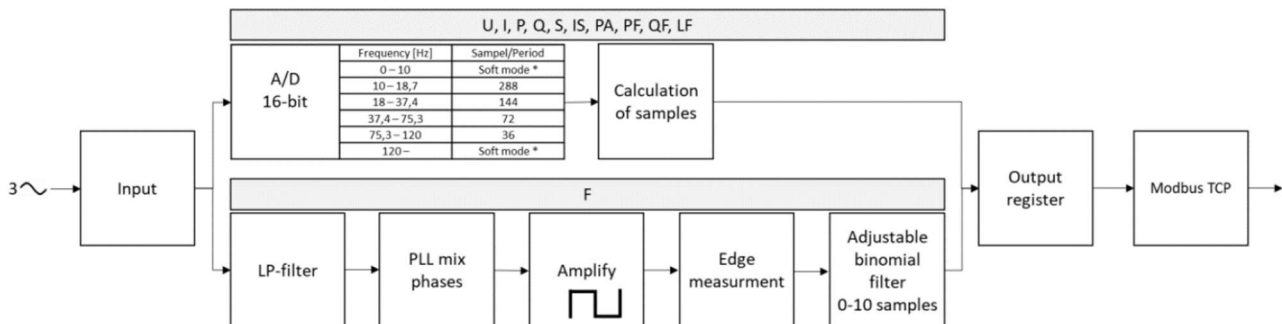 U, I, P, Q, S, IS, PA, PF, QF, LF
A/D
16-bit
Frequency [Hz] Sampel/Period
0 – 10 Soft mode *
10 – 18,7 288
18 – 37,4 144
37,4 – 75,3 72
75,3 – 120 36
120 – Soft mode *
Calculation
of samples
3
Input
Output
register
Modbus TCP
F
LP-filter
PLL mix
phases
Amplify
Edge
measurment
Adjustable
binomial
filter
0-10 samples